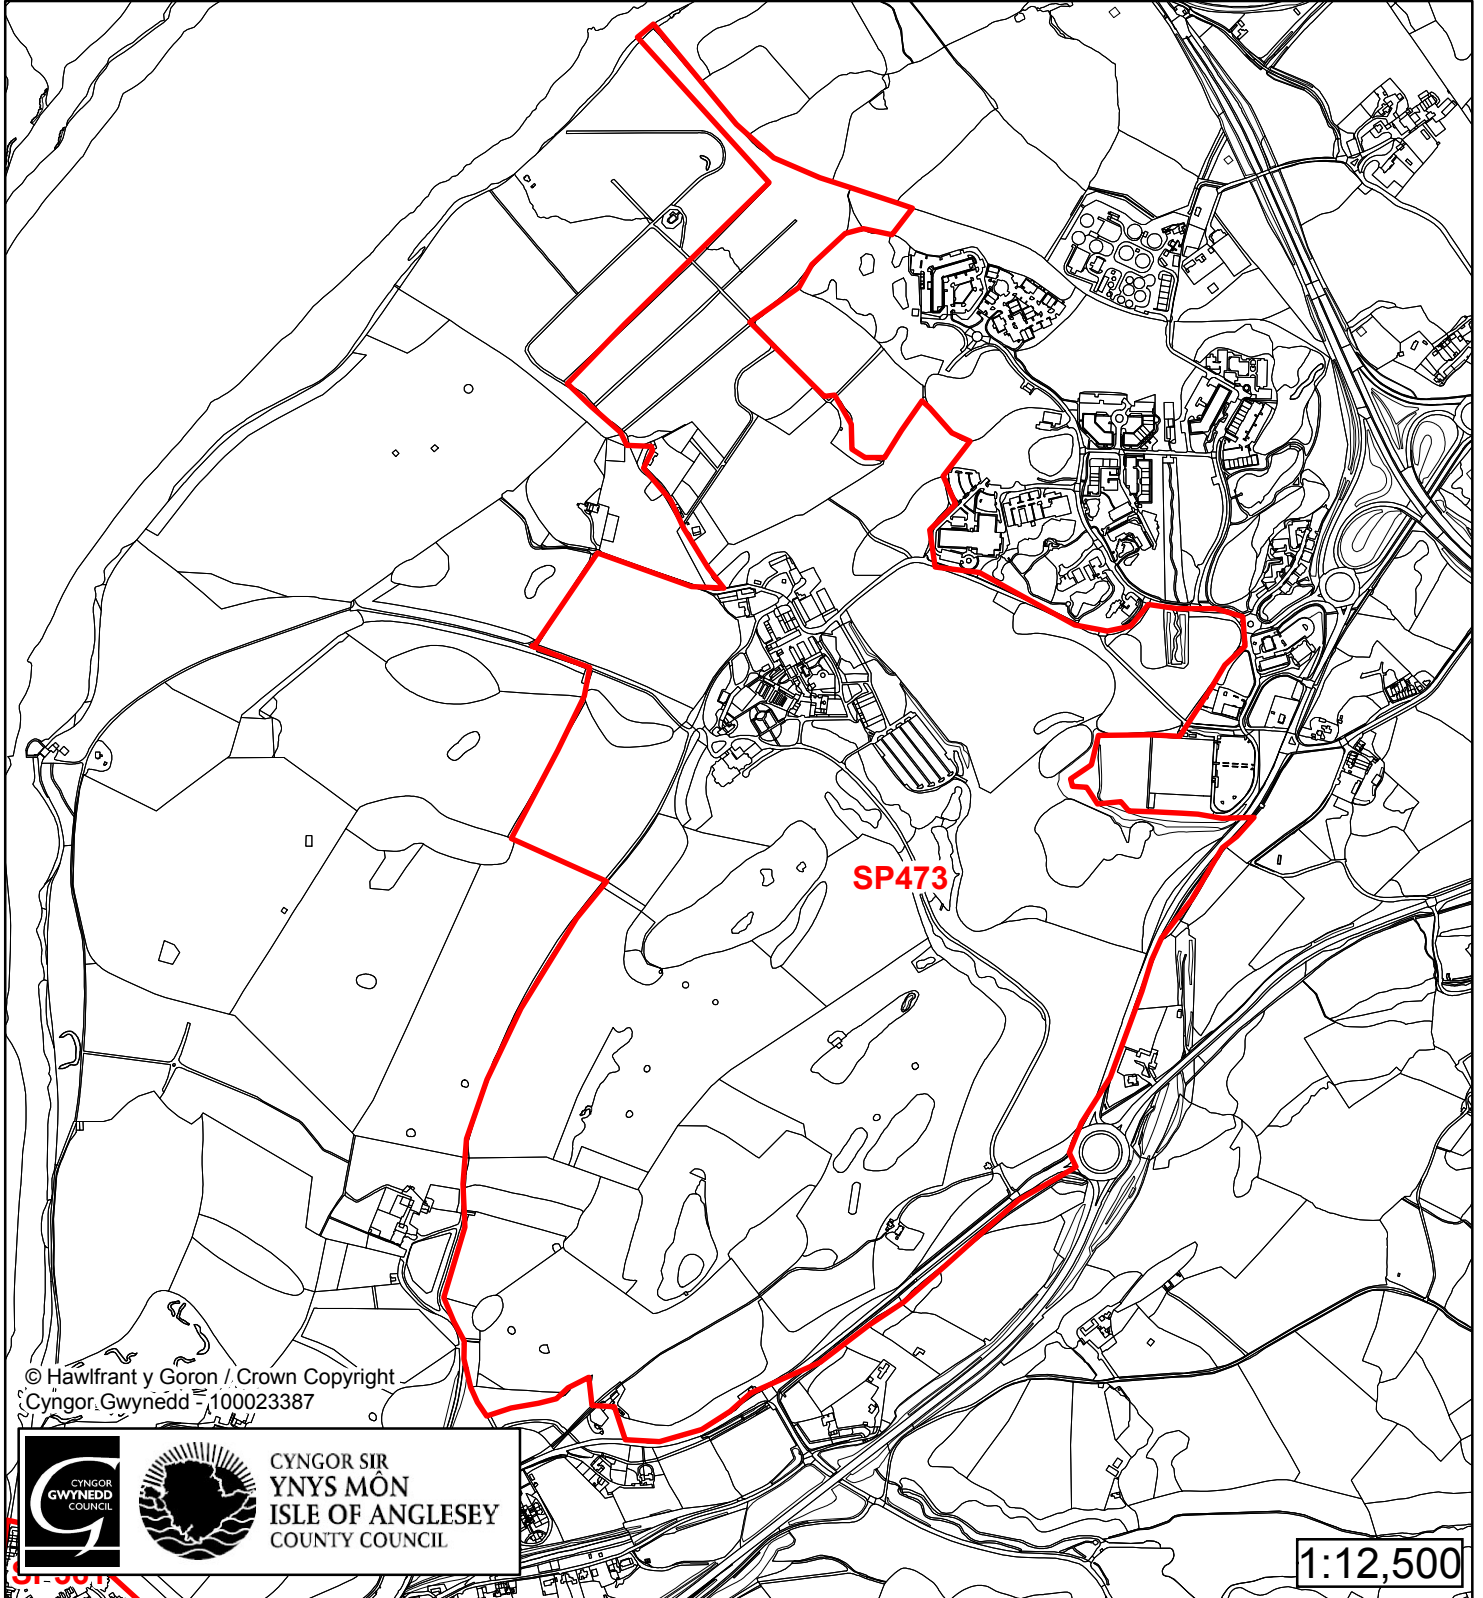 SP473
© Hawlfrant y Goron / Crown Copyright
Cyngor Gwynedd - 100023387
CYNGOR
GWYNEDD
COUNCIL
CYNGOR SIR
YNYS MÔN
ISLE OF ANGLESEY
COUNTY COUNCIL
1:12,500